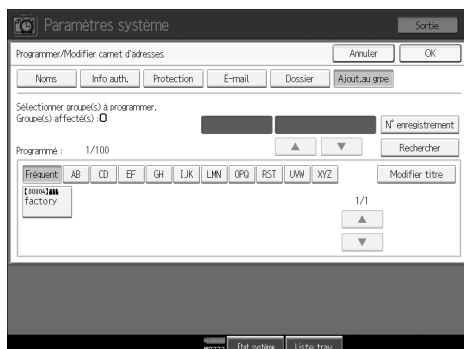 Paramètres système
Sortie
Programmer/Modifier carnet d'adresses
Annuler
OK
Noms
Info auth.
Protection
E-mail
Dossier
Ajout.au grpe
Sélectionner groupe(s) à programmer.
Groupe(s) affecté(s) :0
N° enregistrement
Programmé : 1/100
▲
▼
Rechercher
Fréquent
AB
CD
EF
GH
IJK
LMN
OPQ
RST
UVW
XYZ
Modifier titre
[00004]
factory
1/1
▲
▼
Etat système
Liste trav.